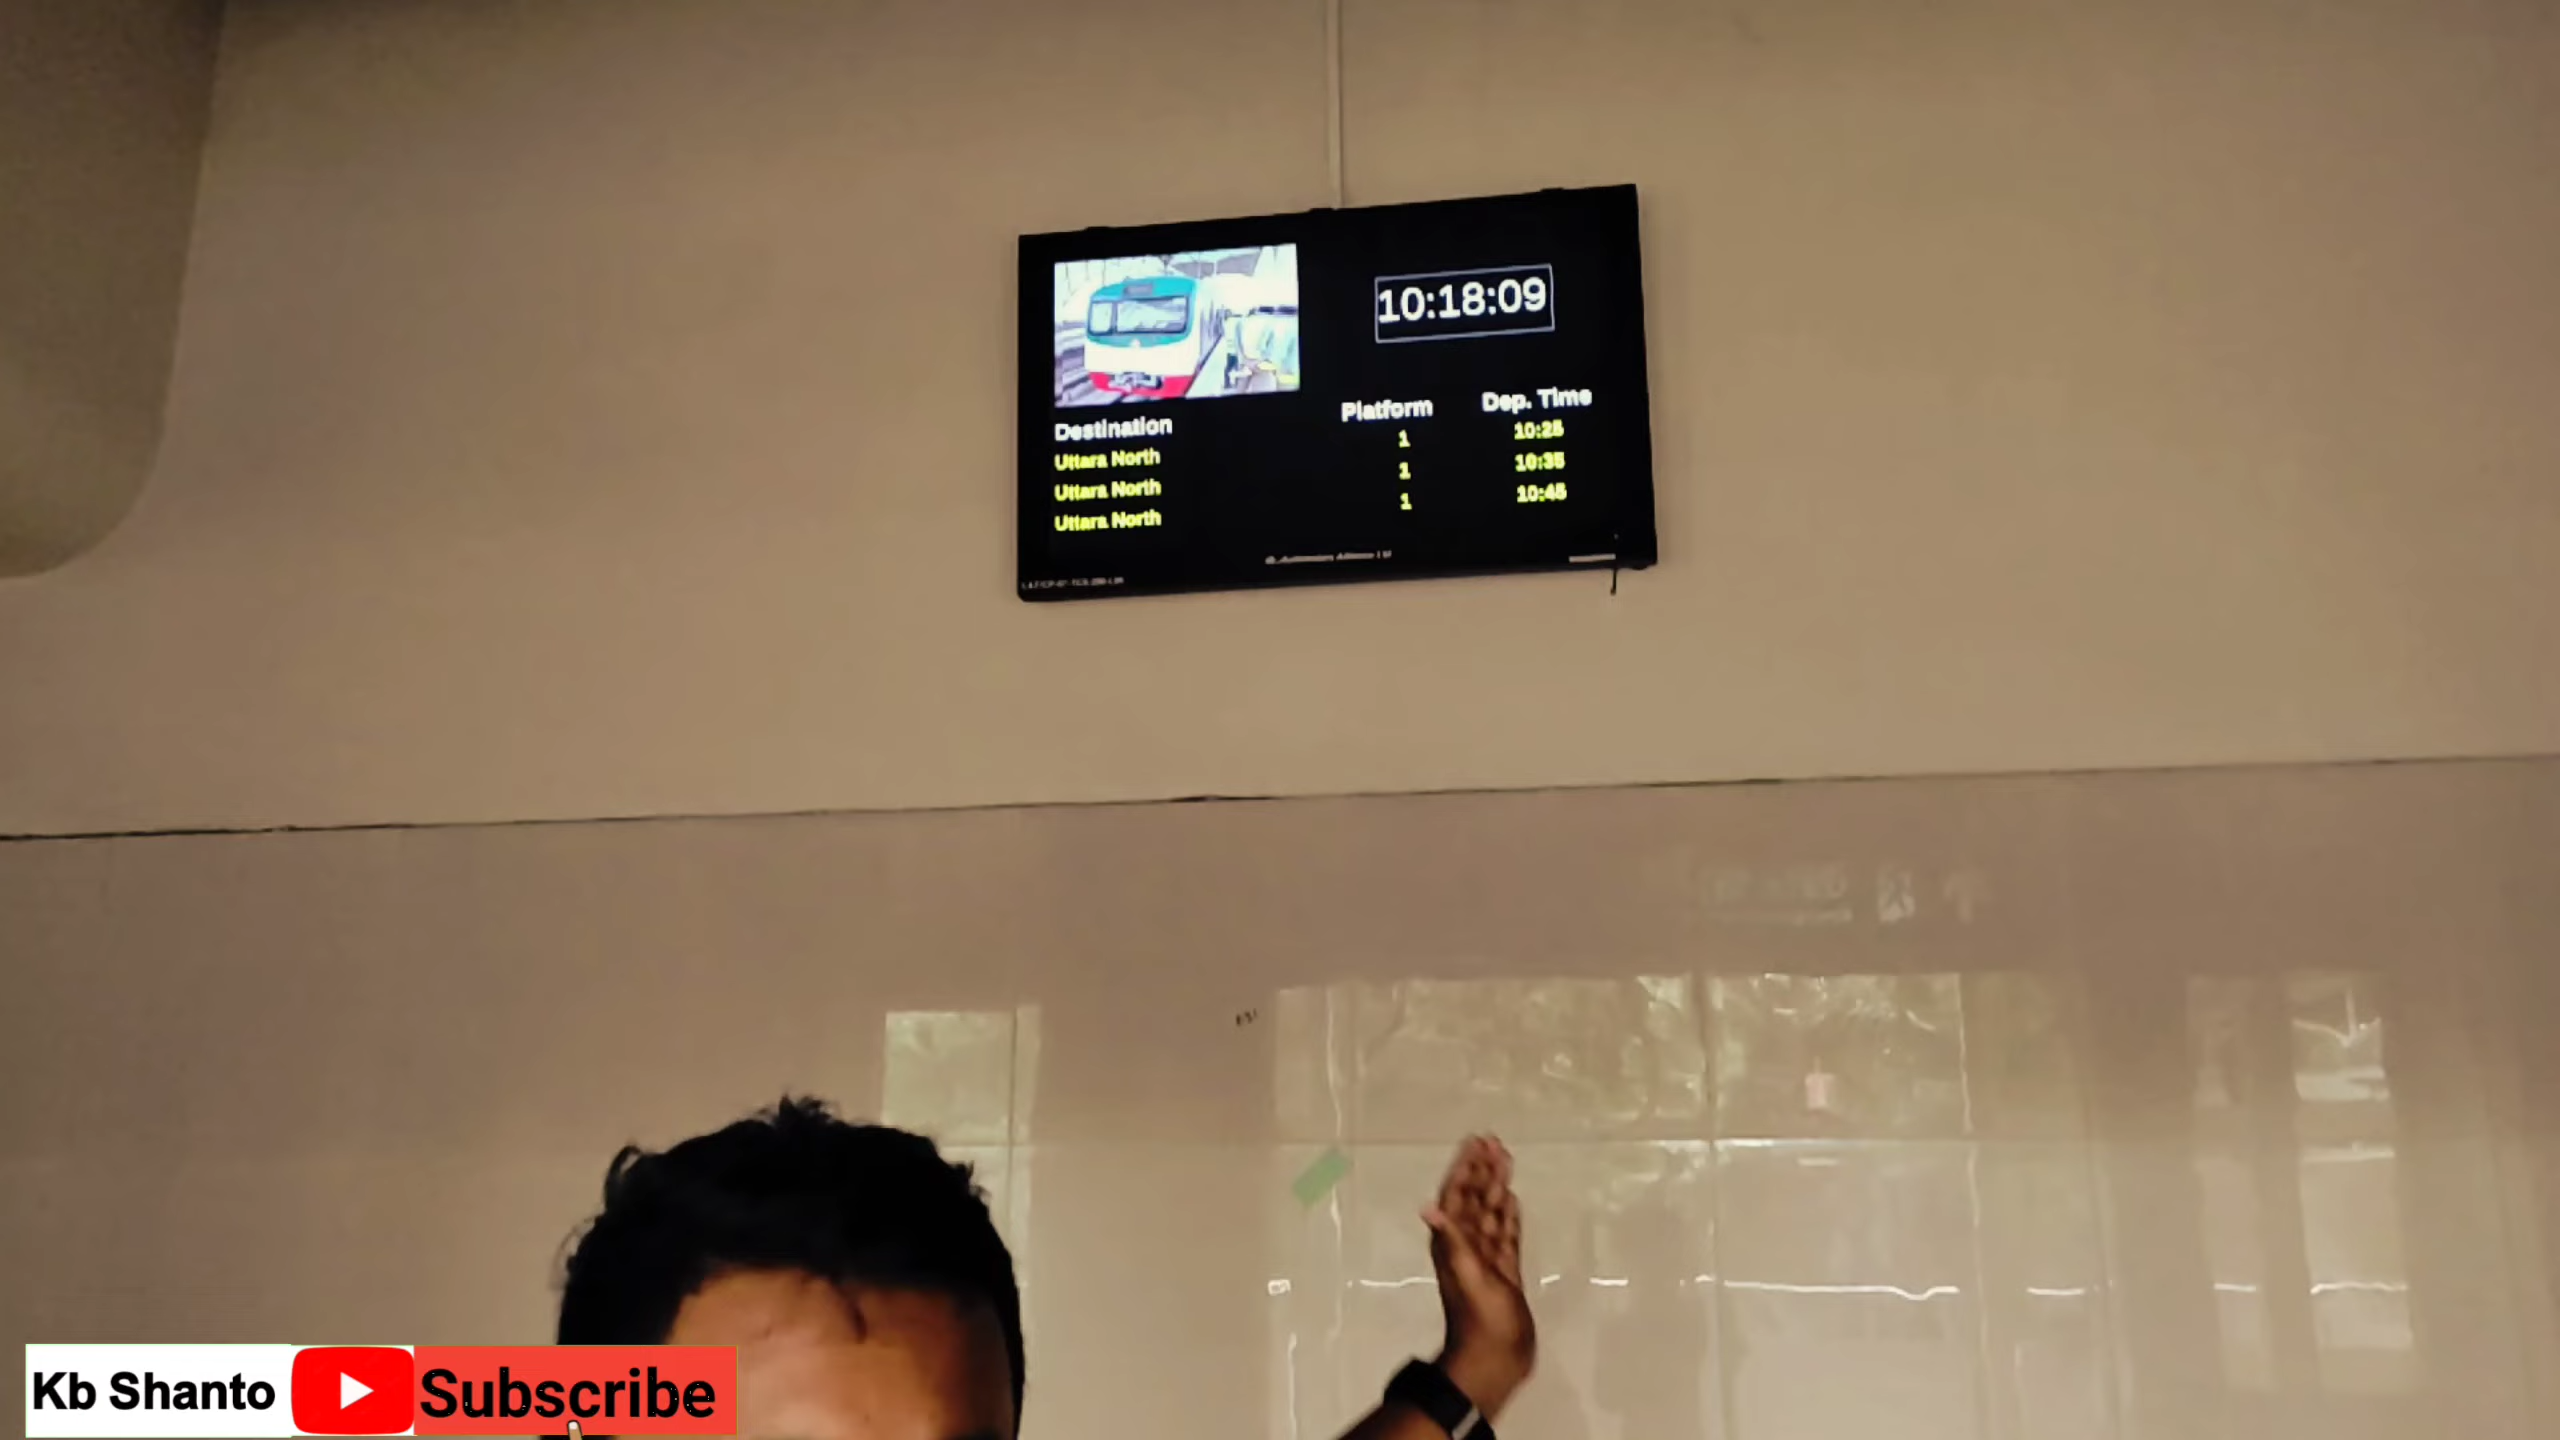 10:18:09
Destination Platform Dep. Time
Uttara North 1 10:25
Uttara North 1 10:35
Uttara North 1 10:45
Kb Shanto Subscribe